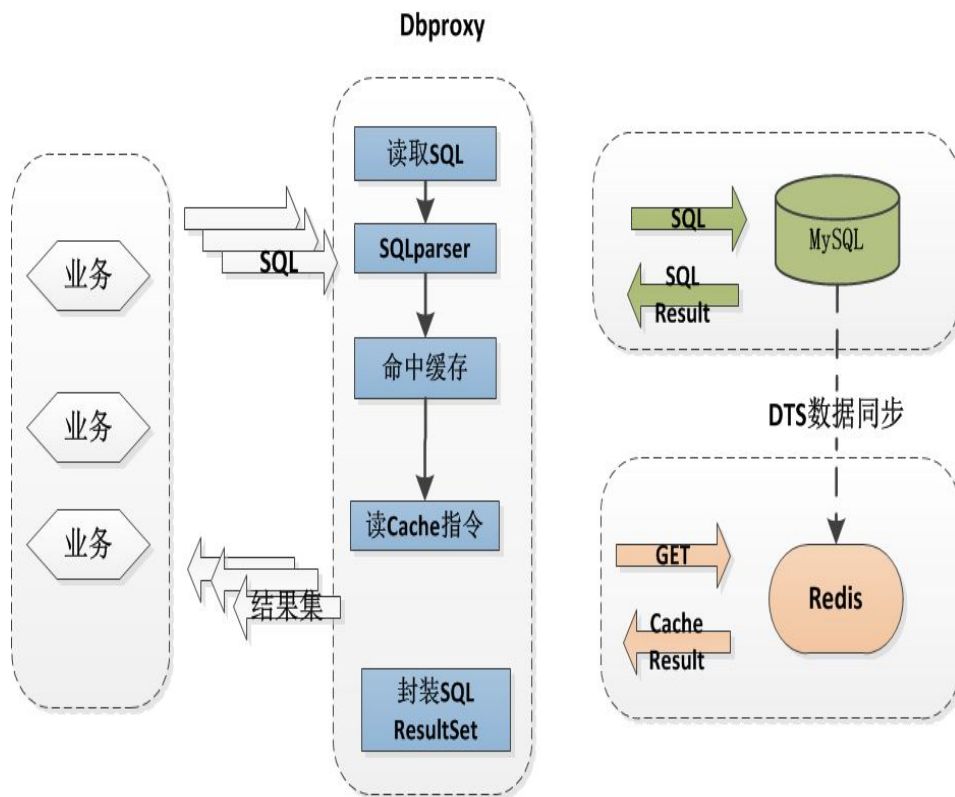 Dbproxy
业务
业务
业务
SQL
结果集
读取SQL
SQLparser
命中缓存
读Cache指令
封装SQL
ResultSet
SQL
SQL
Result
MySQL
DTS数据同步
GET
Cache
Result
Redis